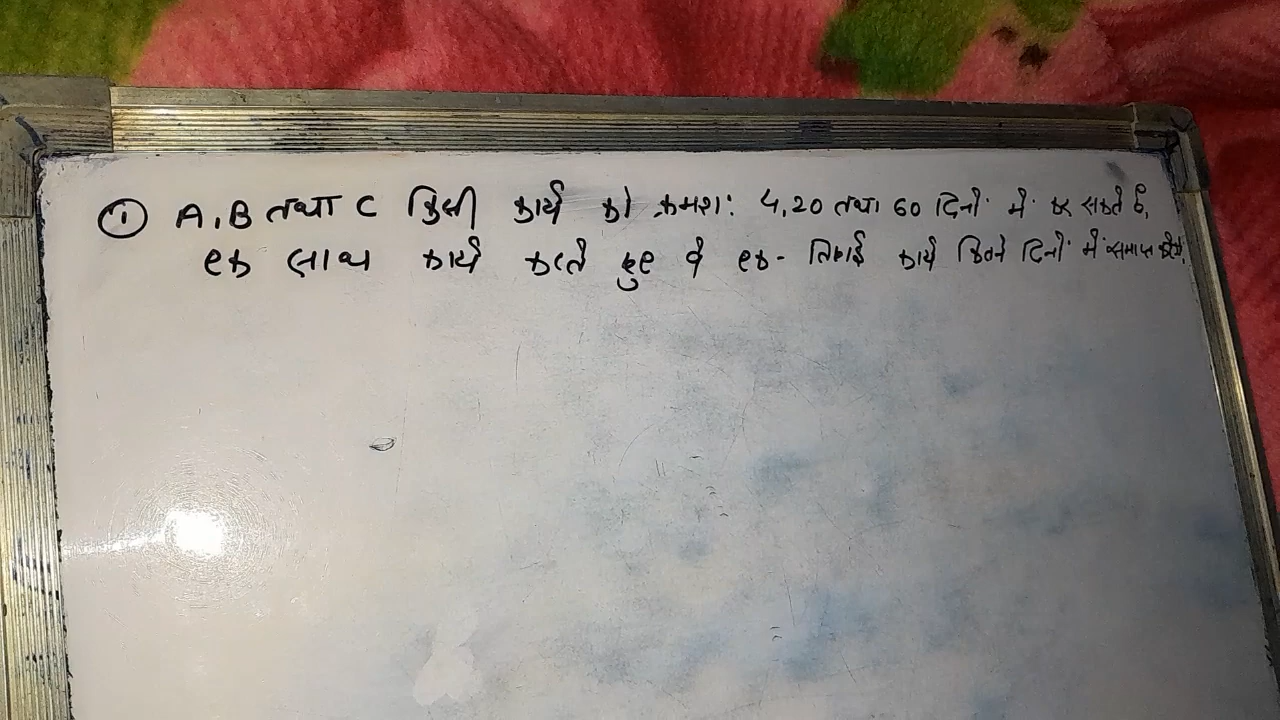 ① A, B तथा C किसी कार्य को क्रमश: 4, 20 तथा 60 दिनों में कर सकते है,
एक साथ कार्य करते हुए वे एक - तिहाई कार्य कितने दिनों में समाप्त करेंगे,